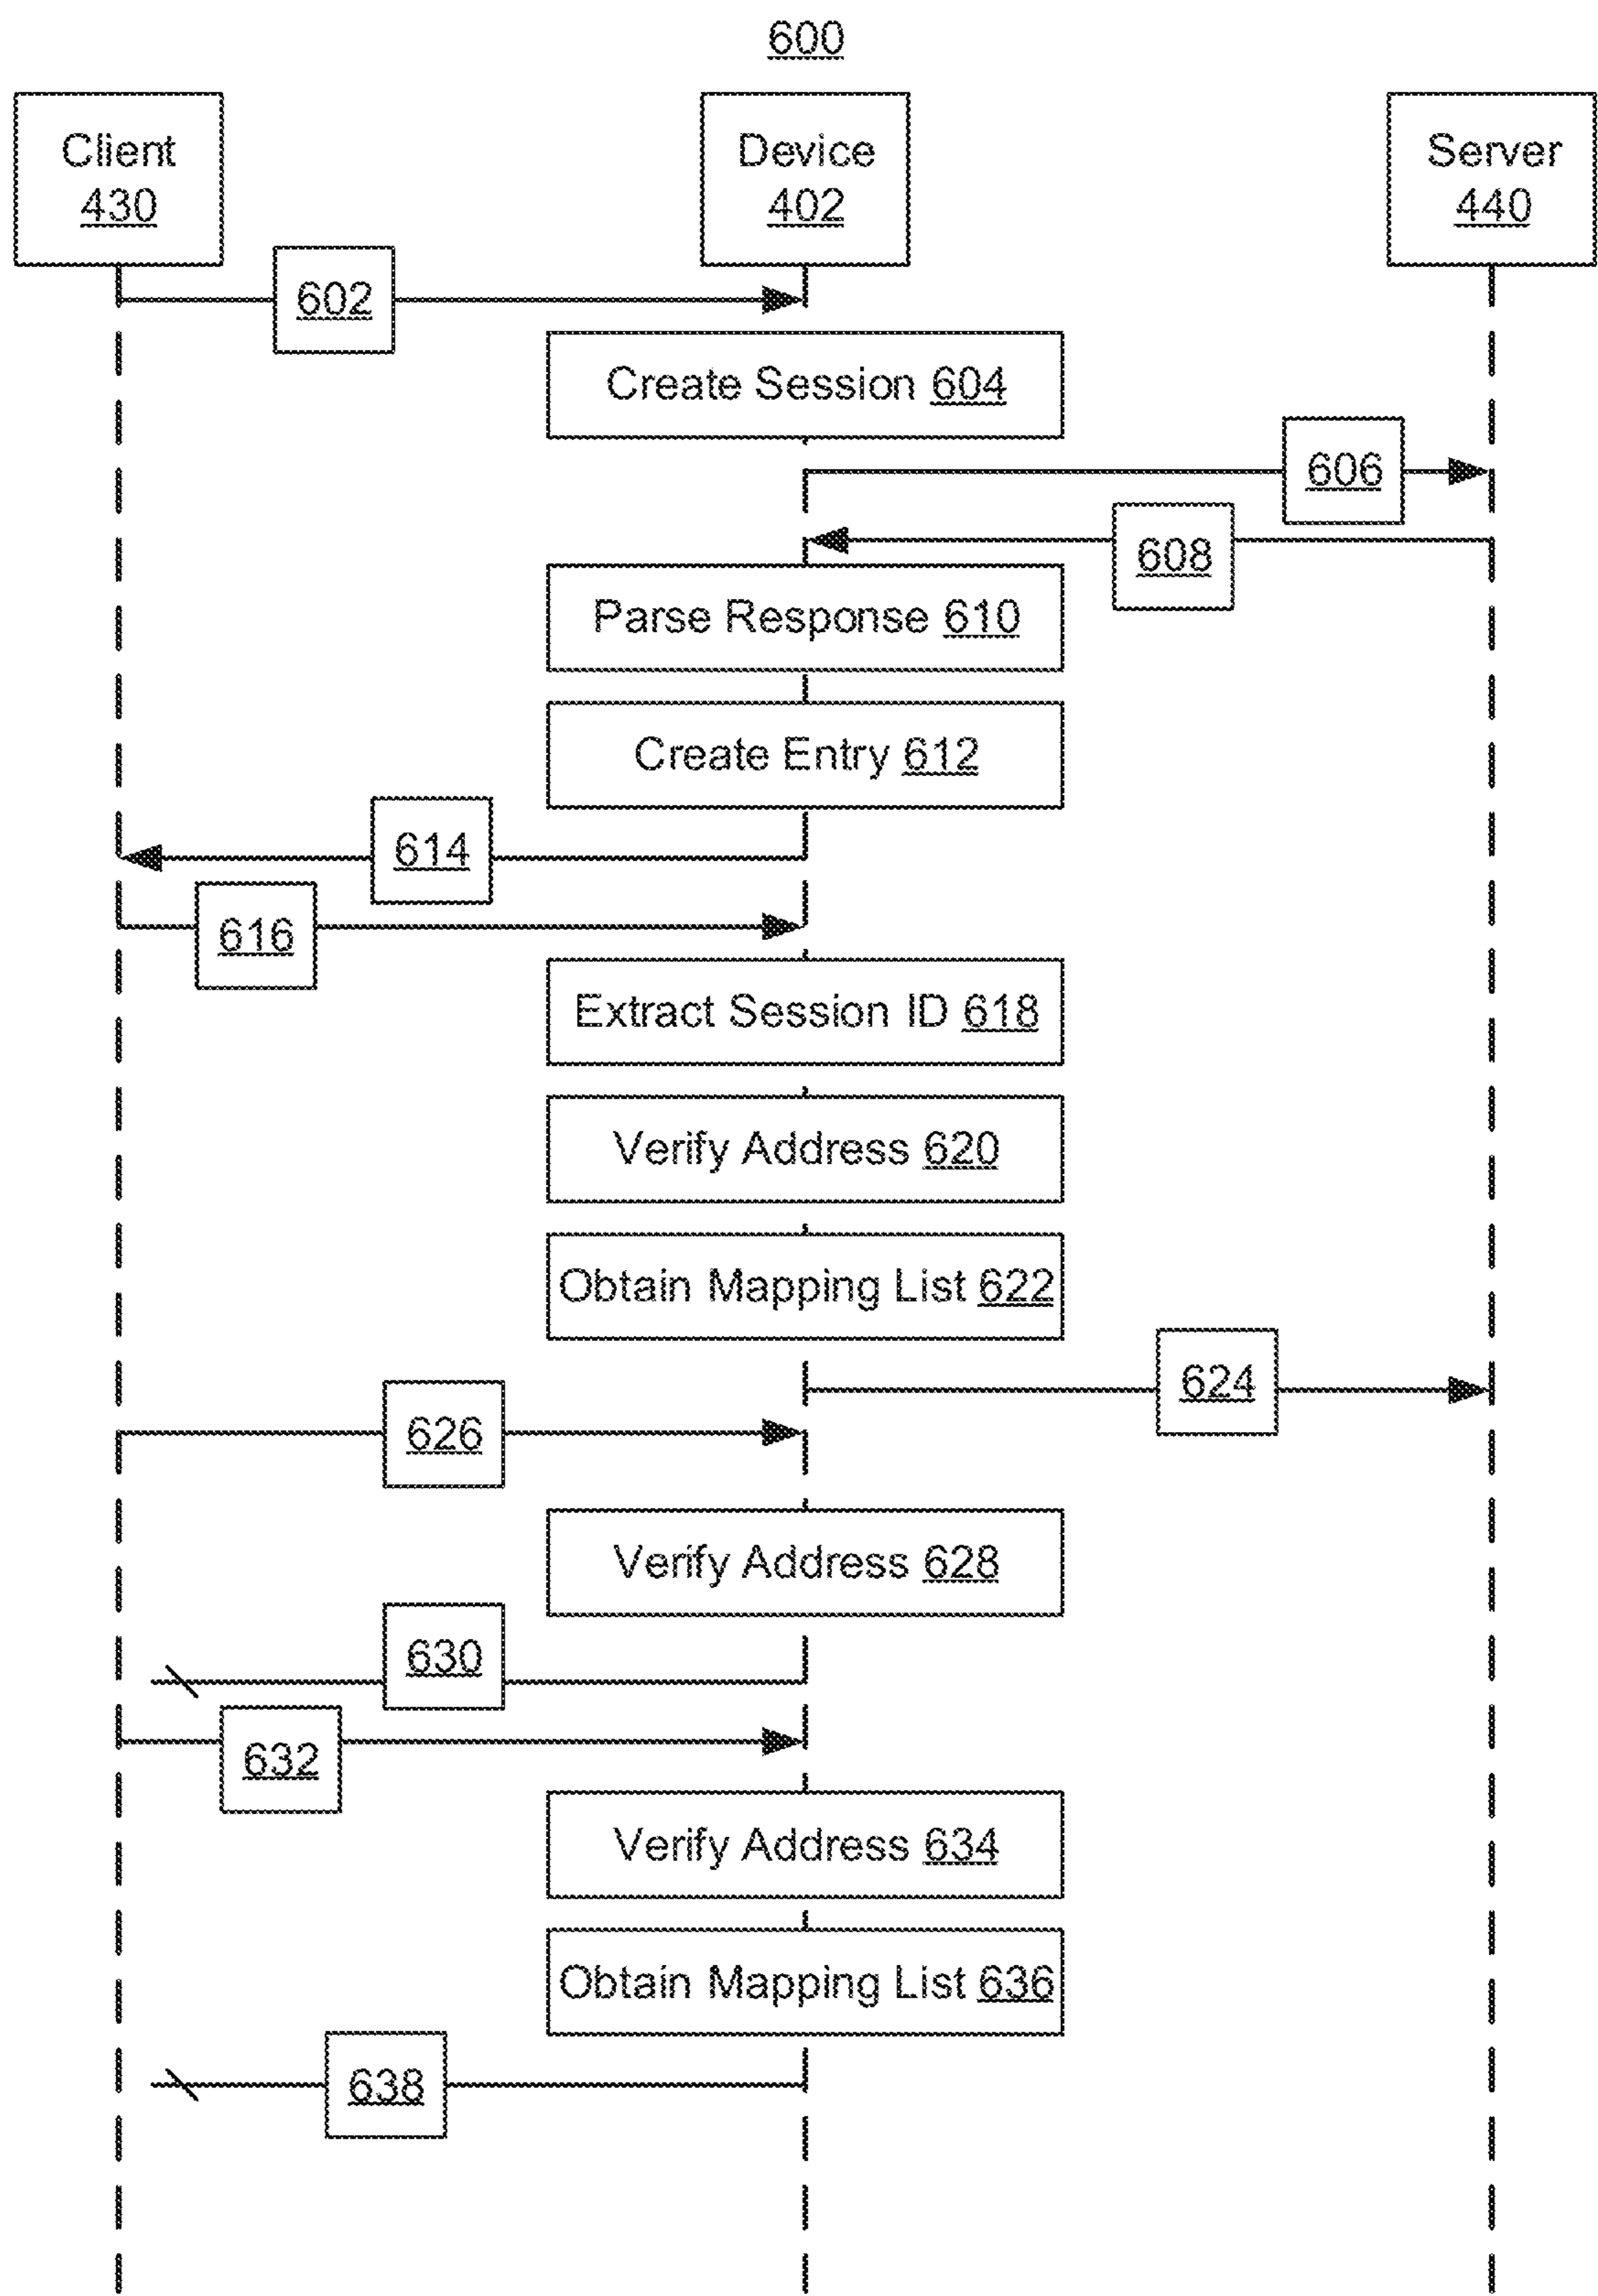 600
Client
430
Device
402
Server
440
602
Create Session 604
606
608
Parse Response 610
Create Entry 612
614
616
Extract Session ID 618
Verify Address 620
Obtain Mapping List 622
624
626
Verify Address 628
630
632
Verify Address 634
Obtain Mapping List 636
638